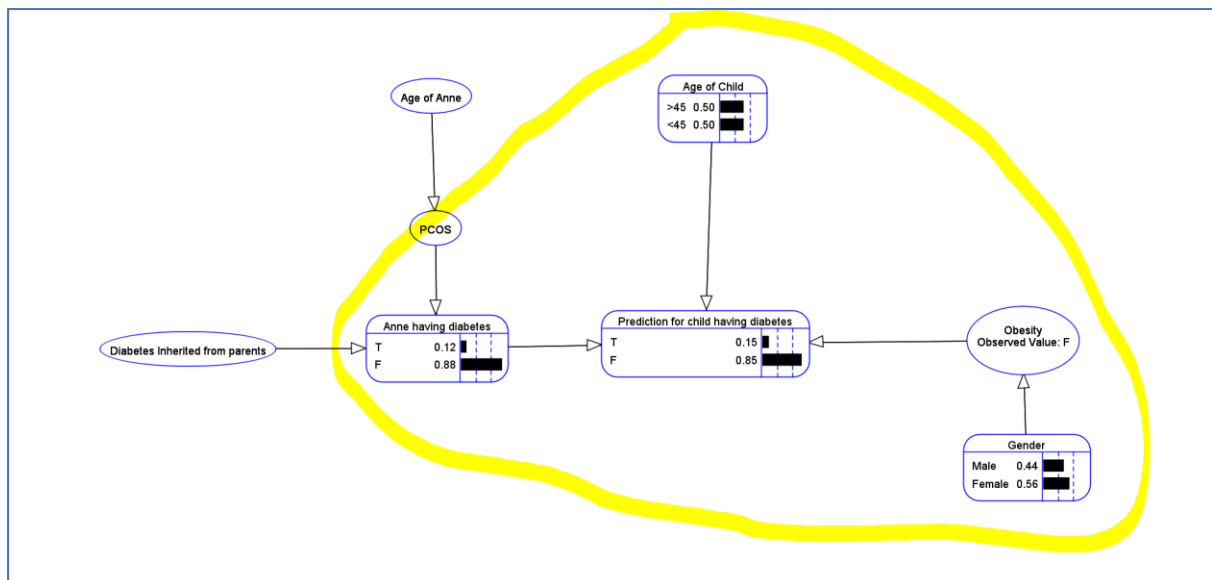 Age of Anne
Age of Child
>45 0.50
<45 0.50
PCOS
Diabetes Inherited from parents
Anne having diabetes
T 0.12
F 0.88
Prediction for child having diabetes
T 0.15
F 0.85
Obesity
Observed Value: F
Gender
Male 0.44
Female 0.56